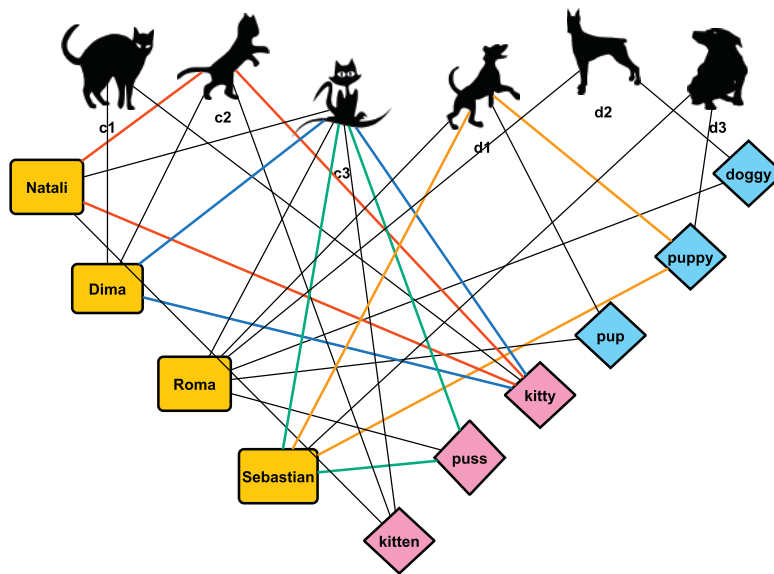 c1
c2
c3
d1
d2
d3
Natali
doggy
Dima
puppy
pup
Roma
kitty
puss
Sebastian
kitten